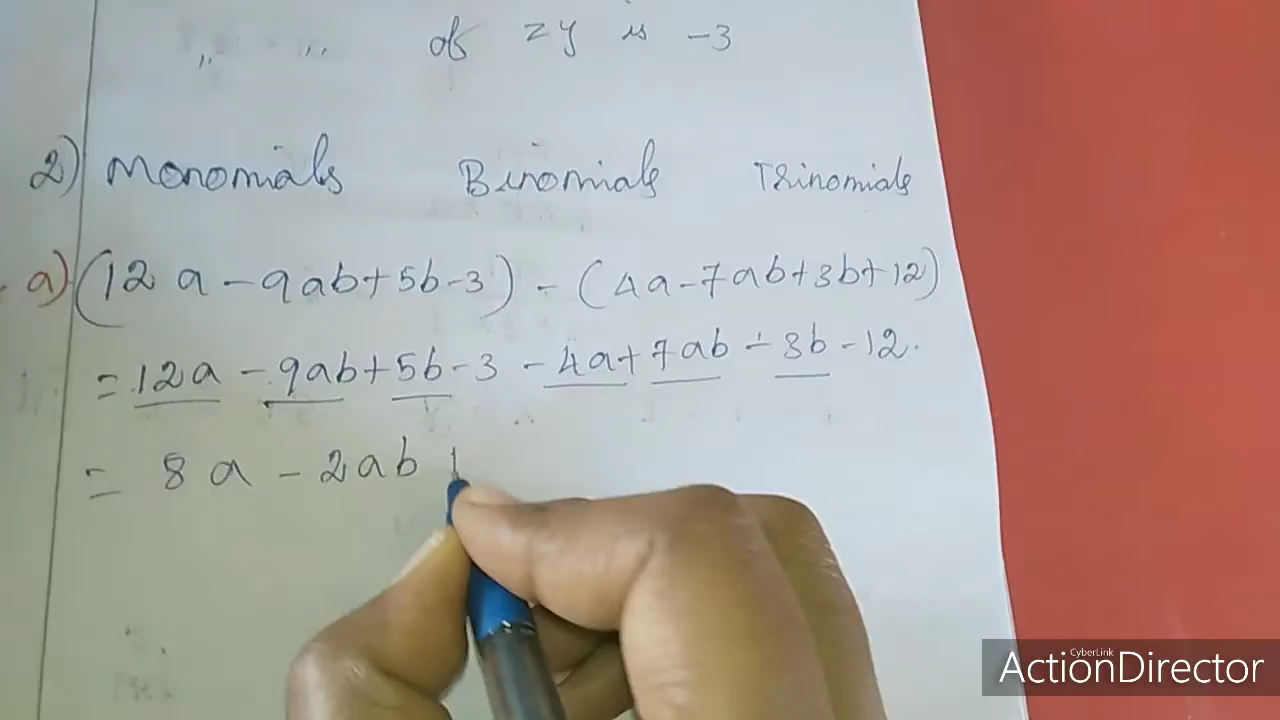 ,, ,, of zy is -3
2) Monomials Binomials Trinomials
a) (12a - 9ab + 5b - 3) - (4a - 7ab + 3b + 12)
= 12a - 9ab + 5b - 3 - 4a + 7ab - 3b - 12.
= 8a - 2ab
CyberLink
ActionDirector